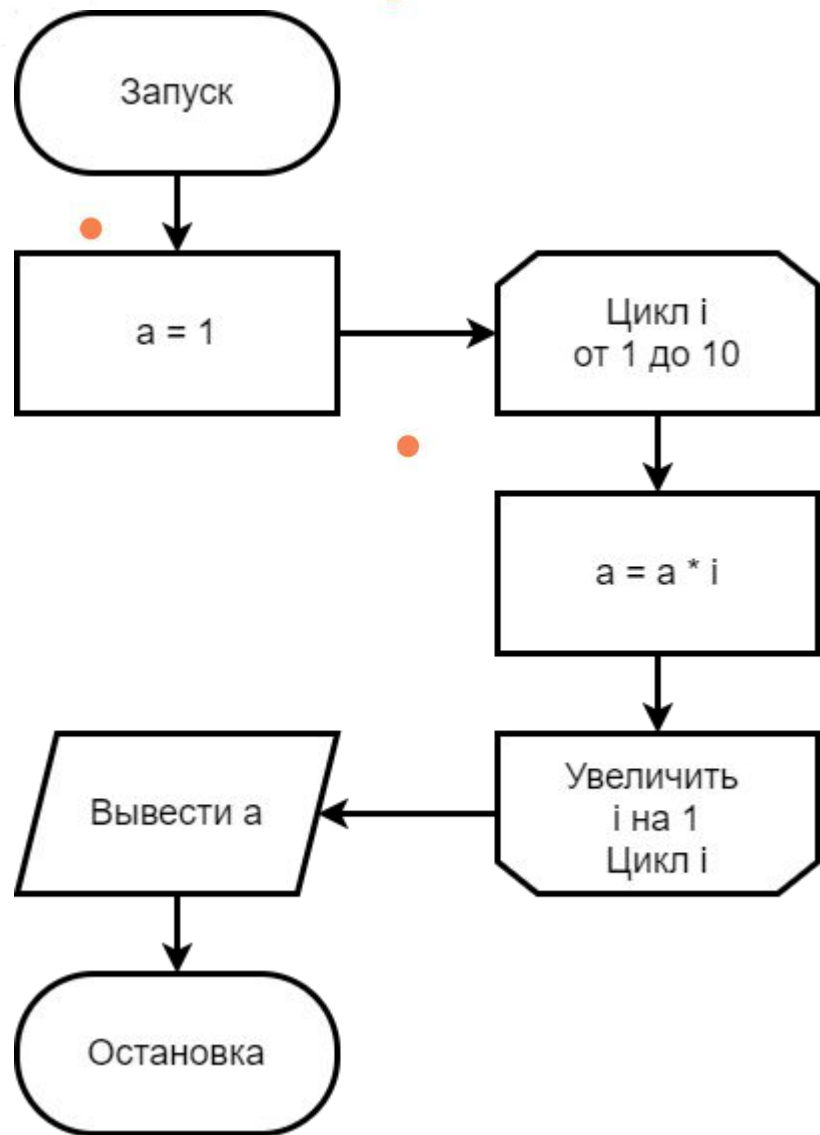 Запуск
a = 1
Цикл i
от 1 до 10
a = a * i
Увеличить
i на 1
Цикл i
Вывести a
Остановка